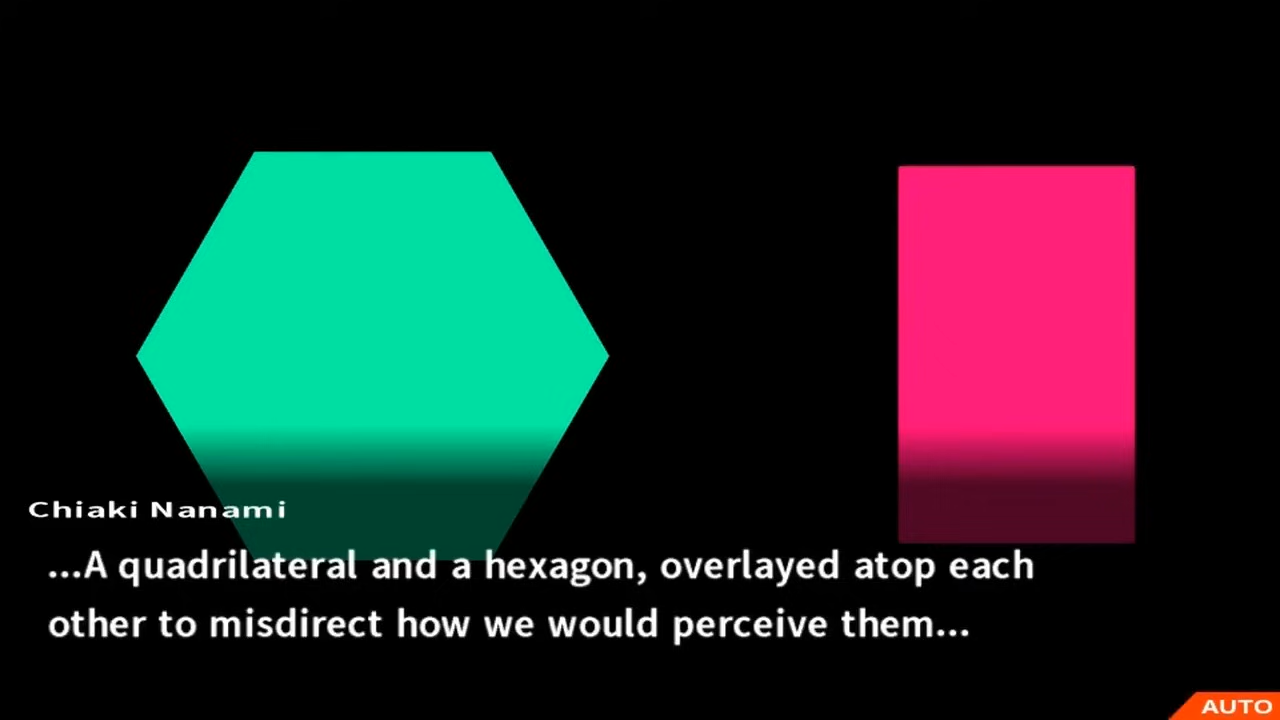 Chiaki Nanami
...A quadrilateral and a hexagon, overlayed atop each
other to misdirect how we would perceive them...
AUTO